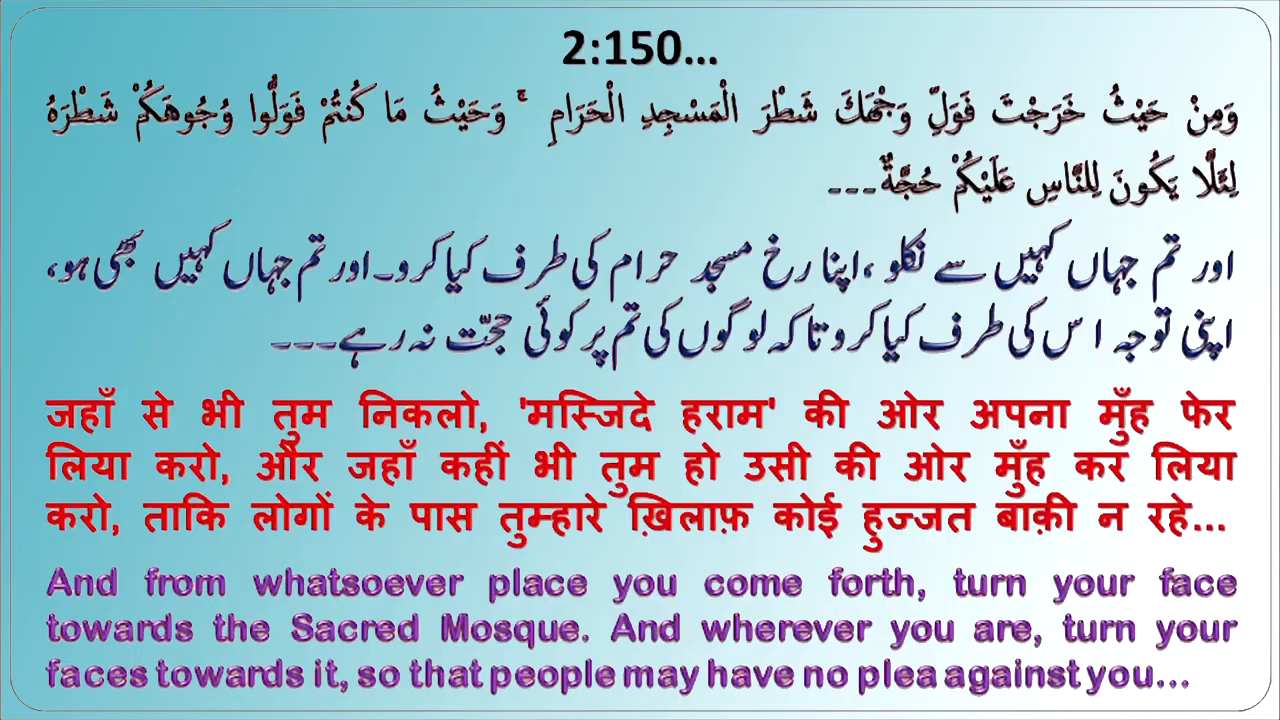 2:150...
وَمِنْ حَيْثُ خَرَجْتَ فَوَلِّ وَجْهَكَ شَطْرَ الْمَسْجِدِ الْحَرَامِ ۚ وَحَيْثُ مَا كُنتُمْ فَوَلُّوا وُجُوهَكُمْ شَطْرَهُ
لِئَلَّا يَكُونَ لِلنَّاسِ عَلَيْكُمْ حُجَّةٌ۔۔۔
اور تم جہاں کہیں سے نکلو ،اپنا رخ مسجد حرام کی طرف کیا کرو۔اور تم جہاں کہیں بھی ہو،
اپنی توجہ اس کی طرف کیا کرو تاکہ لوگوں کی تم پر کوئی حجّت نہ رہے۔۔۔
जहाँ से भी तुम निकलो, 'मस्जिदे हराम' की ओर अपना मुँह फेर
लिया करो, और जहाँ कहीं भी तुम हो उसी की ओर मुँह कर लिया
करो, ताकि लोगों के पास तुम्हारे ख़िलाफ़ कोई हुज्जत बाक़ी न रहे...
And from whatsoever place you come forth, turn your face
towards the Sacred Mosque. And wherever you are, turn your
faces towards it, so that people may have no plea against you...